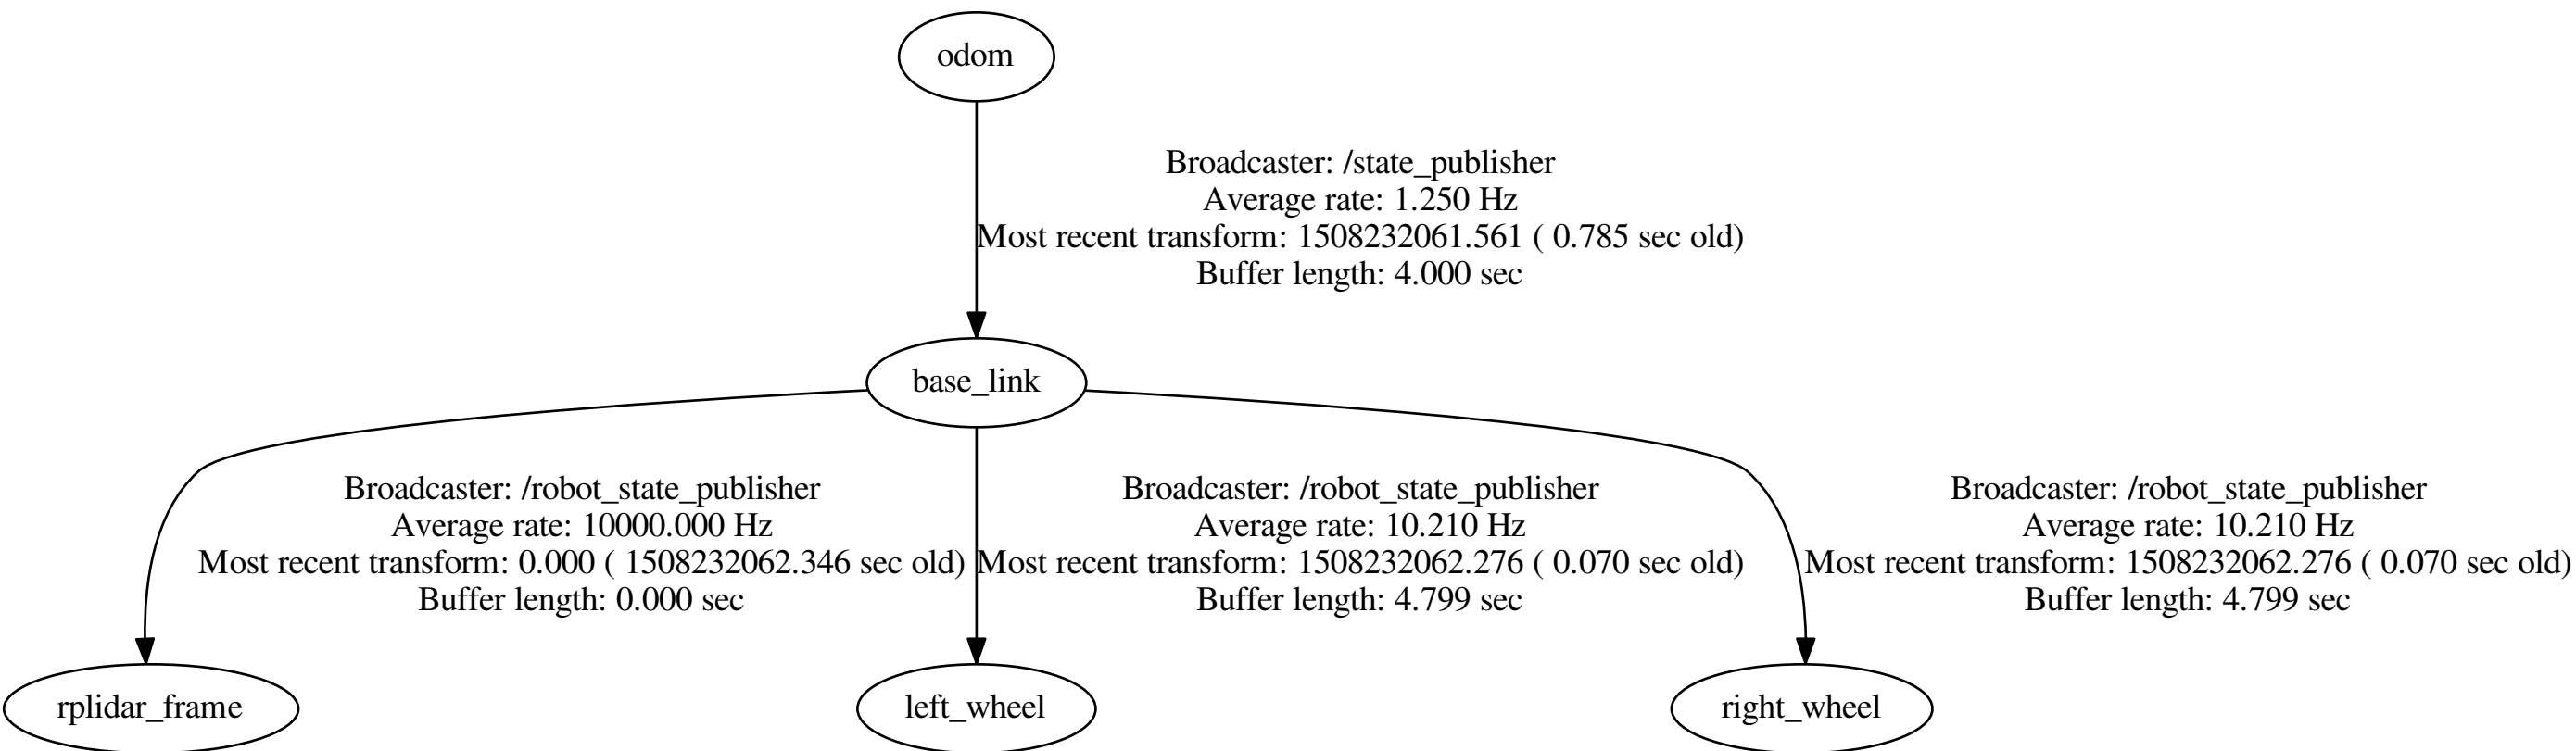 odom
Broadcaster: /state_publisher
Average rate: 1.250 Hz
Most recent transform: 1508232061.561 ( 0.785 sec old)
Buffer length: 4.000 sec
base_link
Broadcaster: /robot_state_publisher
Average rate: 10000.000 Hz
Most recent transform: 0.000 ( 1508232062.346 sec old)
Buffer length: 0.000 sec
Broadcaster: /robot_state_publisher
Average rate: 10.210 Hz
Most recent transform: 1508232062.276 ( 0.070 sec old)
Buffer length: 4.799 sec
Broadcaster: /robot_state_publisher
Average rate: 10.210 Hz
Most recent transform: 1508232062.276 ( 0.070 sec old)
Buffer length: 4.799 sec
rplidar_frame
left_wheel
right_wheel